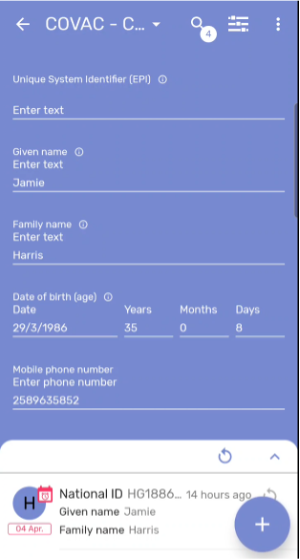 COVAC - C...
4
Unique System Identifier (EPI)
Enter text
Given name
Enter text
Jamie
Family name
Enter text
Harris
Date of birth (age)
Date Years Months Days
29/3/1986 35 0 8
Mobile phone number
Enter phone number
2589635852
H National ID HG1886... 14 hours ago
Given name Jamie
04 Apr. Family name Harris